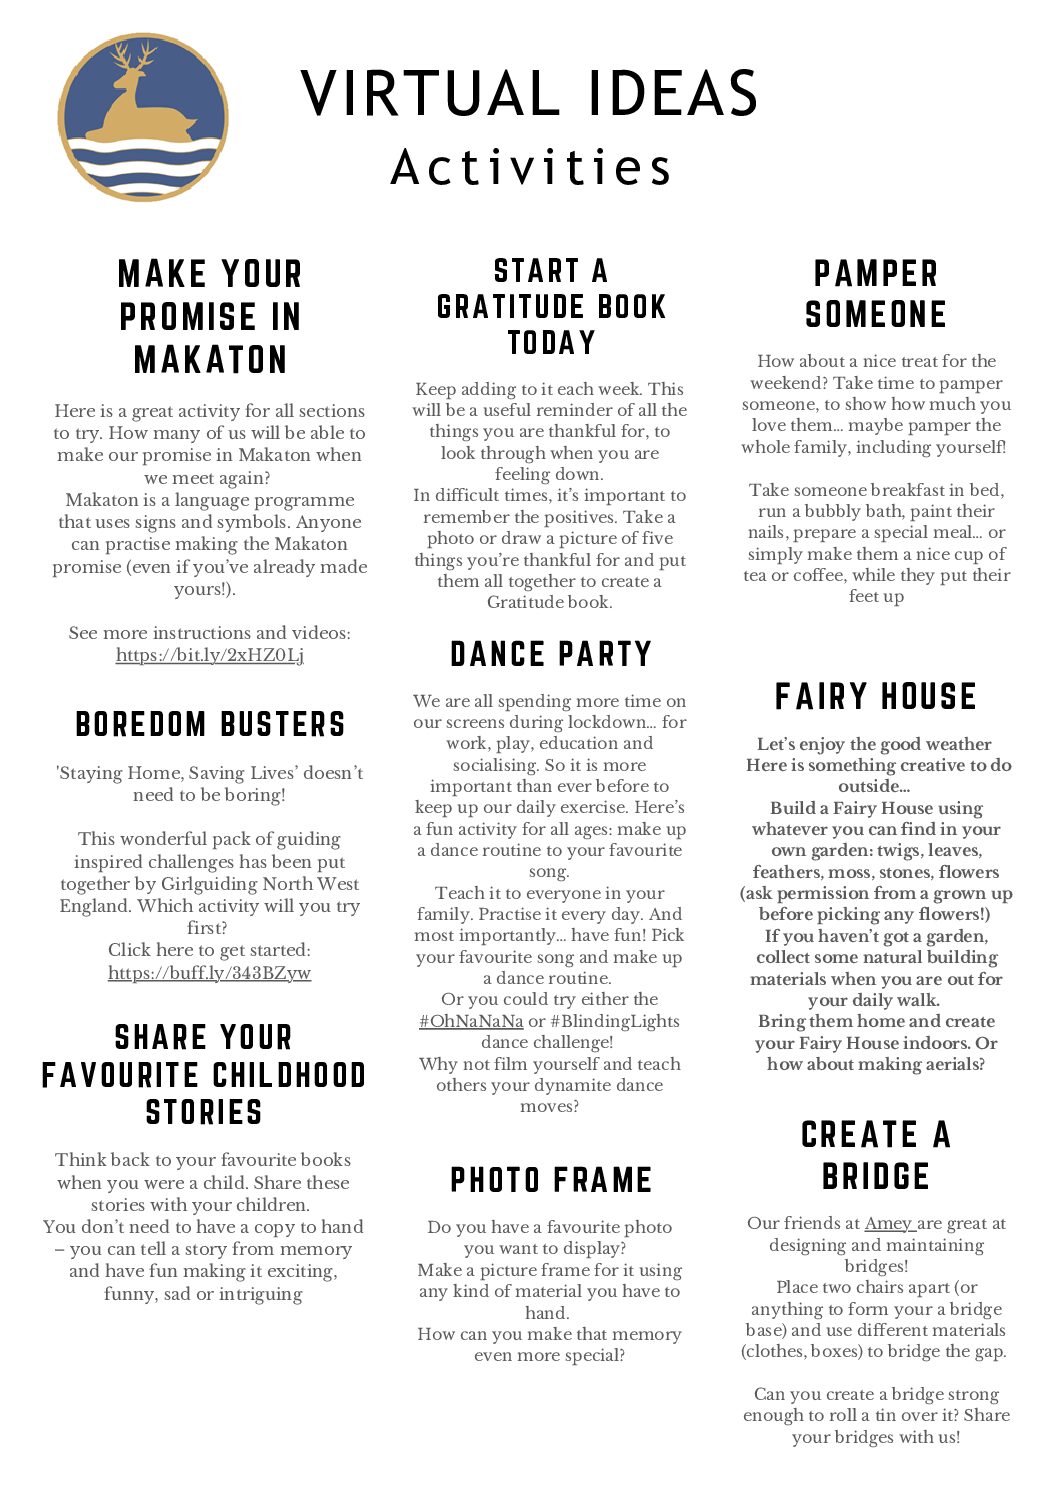 VIRTUAL IDEAS
Activities
MAKE YOUR
PROMISE IN
MAKATON
Here is a great activity for all sections
to try. How many of us will be able to
make our promise in Makaton when
we meet again?
Makaton is a language programme
that uses signs and symbols. Anyone
can practise making the Makaton
promise (even if you’ve already made
yours!).
See more instructions and videos:
https://bit.ly/2xHZ0Lj
BOREDOM BUSTERS
'Staying Home, Saving Lives’ doesn’t
need to be boring!
This wonderful pack of guiding
inspired challenges has been put
together by Girlguiding North West
England. Which activity will you try
first?
Click here to get started:
https://buff.ly/343BZyw
SHARE YOUR
FAVOURITE CHILDHOOD
STORIES
Think back to your favourite books
when you were a child. Share these
stories with your children.
You don’t need to have a copy to hand
– you can tell a story from memory
and have fun making it exciting,
funny, sad or intriguing
START A
GRATITUDE BOOK
TODAY
Keep adding to it each week. This
will be a useful reminder of all the
things you are thankful for, to
look through when you are
feeling down.
In difficult times, it’s important to
remember the positives. Take a
photo or draw a picture of five
things you’re thankful for and put
them all together to create a
Gratitude book.
DANCE PARTY
We are all spending more time on
our screens during lockdown… for
work, play, education and
socialising. So it is more
important than ever before to
keep up our daily exercise. Here’s
a fun activity for all ages: make up
a dance routine to your favourite
song.
Teach it to everyone in your
family. Practise it every day. And
most importantly… have fun! Pick
your favourite song and make up
a dance routine.
Or you could try either the
#OhNaNaNa or #BlindingLights
dance challenge!
Why not film yourself and teach
others your dynamite dance
moves?
PHOTO FRAME
Do you have a favourite photo
you want to display?
Make a picture frame for it using
any kind of material you have to
hand.
How can you make that memory
even more special?
PAMPER
SOMEONE
How about a nice treat for the
weekend? Take time to pamper
someone, to show how much you
love them… maybe pamper the
whole family, including yourself!
Take someone breakfast in bed,
run a bubbly bath, paint their
nails, prepare a special meal… or
simply make them a nice cup of
tea or coffee, while they put their
feet up
FAIRY HOUSE
Let’s enjoy the good weather
Here is something creative to do
outside…
Build a Fairy House using
whatever you can find in your
own garden: twigs, leaves,
feathers, moss, stones, flowers
(ask permission from a grown up
before picking any flowers!)
If you haven’t got a garden,
collect some natural building
materials when you are out for
your daily walk.
Bring them home and create
your Fairy House indoors. Or
how about making aerials?
CREATE A
BRIDGE
Our friends at Amey are great at
designing and maintaining
bridges!
Place two chairs apart (or
anything to form your a bridge
base) and use different materials
(clothes, boxes) to bridge the gap.
Can you create a bridge strong
enough to roll a tin over it? Share
your bridges with us!